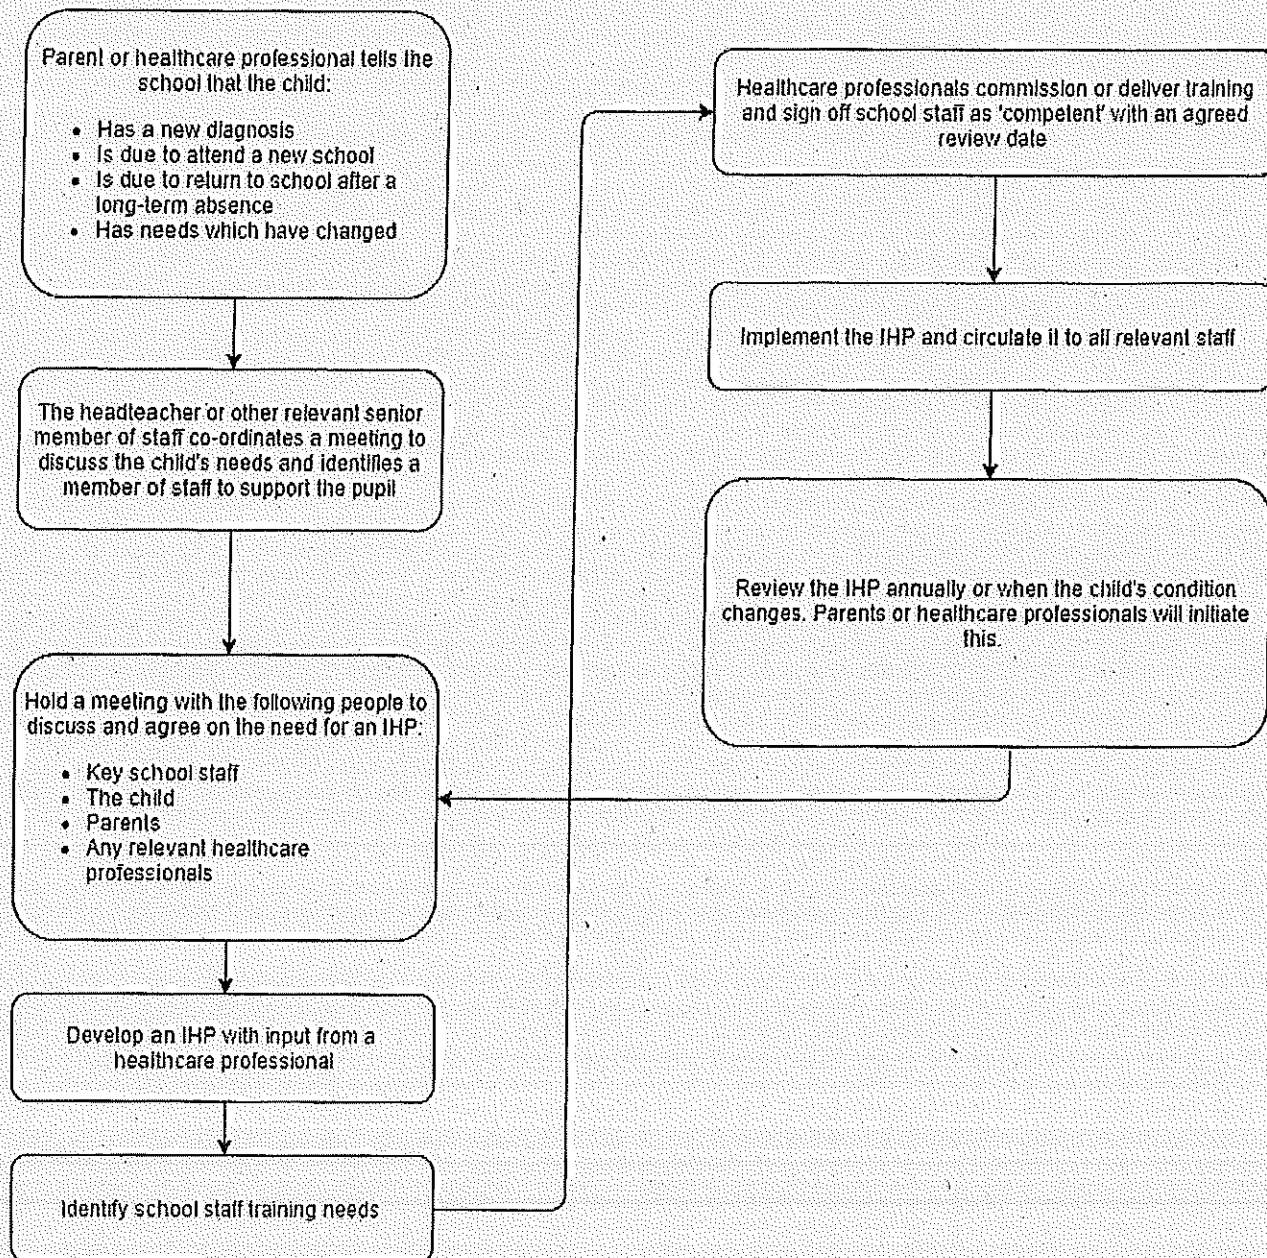 Parent or healthcare professional tells the
school that the child:
• Has a new diagnosis
• Is due to attend a new school
• Is due to return to school after a
long-term absence
• Has needs which have changed
The headteacher or other relevant senior
member of staff co-ordinates a meeting to
discuss the child's needs and identifies a
member of staff to support the pupil
Hold a meeting with the following people to
discuss and agree on the need for an IHP:
• Key school staff
• The child
• Parents
• Any relevant healthcare
professionals
Develop an IHP with input from a
healthcare professional
Identify school staff training needs
Healthcare professionals commission or deliver training
and sign off school staff as 'competent' with an agreed
review date
Implement the IHP and circulate it to all relevant staff
Review the IHP annually or when the child's condition
changes. Parents or healthcare professionals will initiate
this.